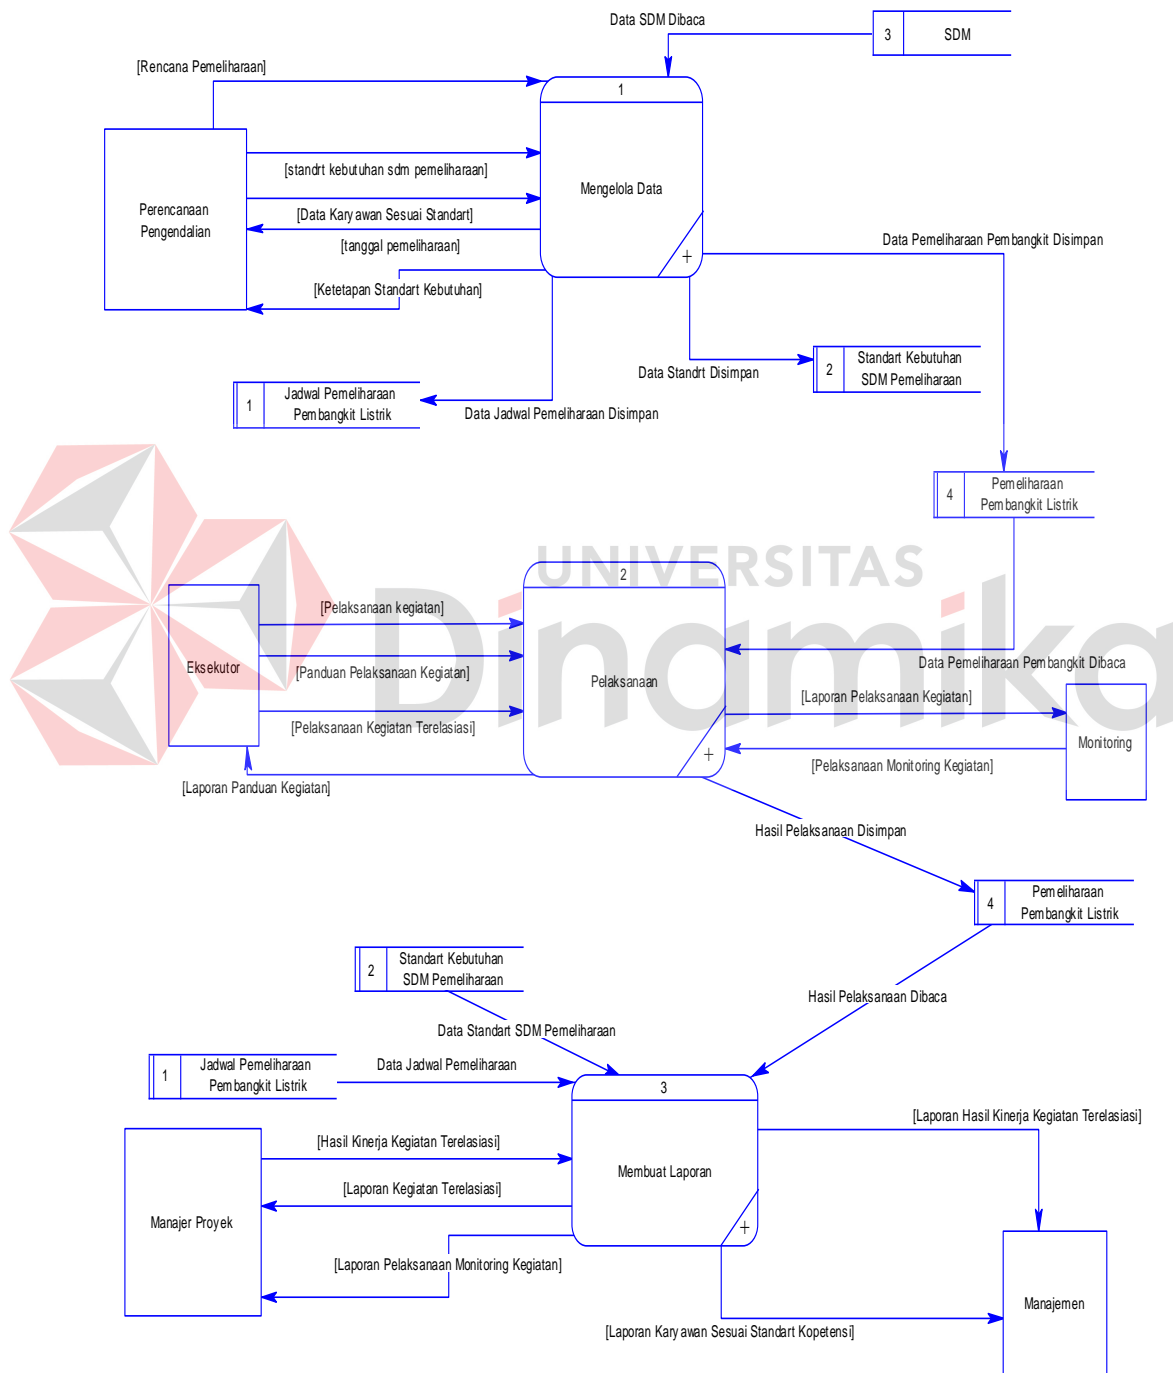 Data SDM Dibaca
3
SDM
[Rencana Pemeliharaan]
1
Mengelola Data
Perencanaan
Pengendalian
[standrt kebutuhan sdm pemeliharaan]
[Data Karyawan Sesuai Standart]
[tanggal pemeliharaan]
[Ketetapan Standart Kebutuhan]
+
Data Pemeliharaan Pembangkit Disimpan
Data Standrt Disimpan
2
Standart Kebutuhan
SDM Pemeliharaan
1
Jadwal Pemeliharaan
Pembangkit Listrik
Data Jadwal Pemeliharaan Disimpan
4
Pemeliharaan
Pembangkit Listrik
UNIVERSITAS
Dinamika
2
Pelaksanaan
+
Eksekutor
[Pelaksanaan kegiatan]
[Panduan Pelaksanaan Kegiatan]
[Pelaksanaan Kegiatan Terelasiasi]
[Laporan Panduan Kegiatan]
Data Pemeliharaan Pembangkit Dibaca
[Laporan Pelaksanaan Kegiatan]
Monitoring
[Pelaksanaan Monitoring Kegiatan]
Hasil Pelaksanaan Disimpan
4
Pemeliharaan
Pembangkit Listrik
2
Standart Kebutuhan
SDM Pemeliharaan
Hasil Pelaksanaan Dibaca
Data Standart SDM Pemeliharaan
1
Jadwal Pemeliharaan
Pembangkit Listrik
Data Jadwal Pemeliharaan
3
Membuat Laporan
+
[Laporan Hasil Kinerja Kegiatan Terelasiasi]
Manajer Proyek
[Hasil Kinerja Kegiatan Terelasiasi]
[Laporan Kegiatan Terelasiasi]
[Laporan Pelaksanaan Monitoring Kegiatan]
Manajemen
[Laporan Karyawan Sesuai Standart Kopetensi]